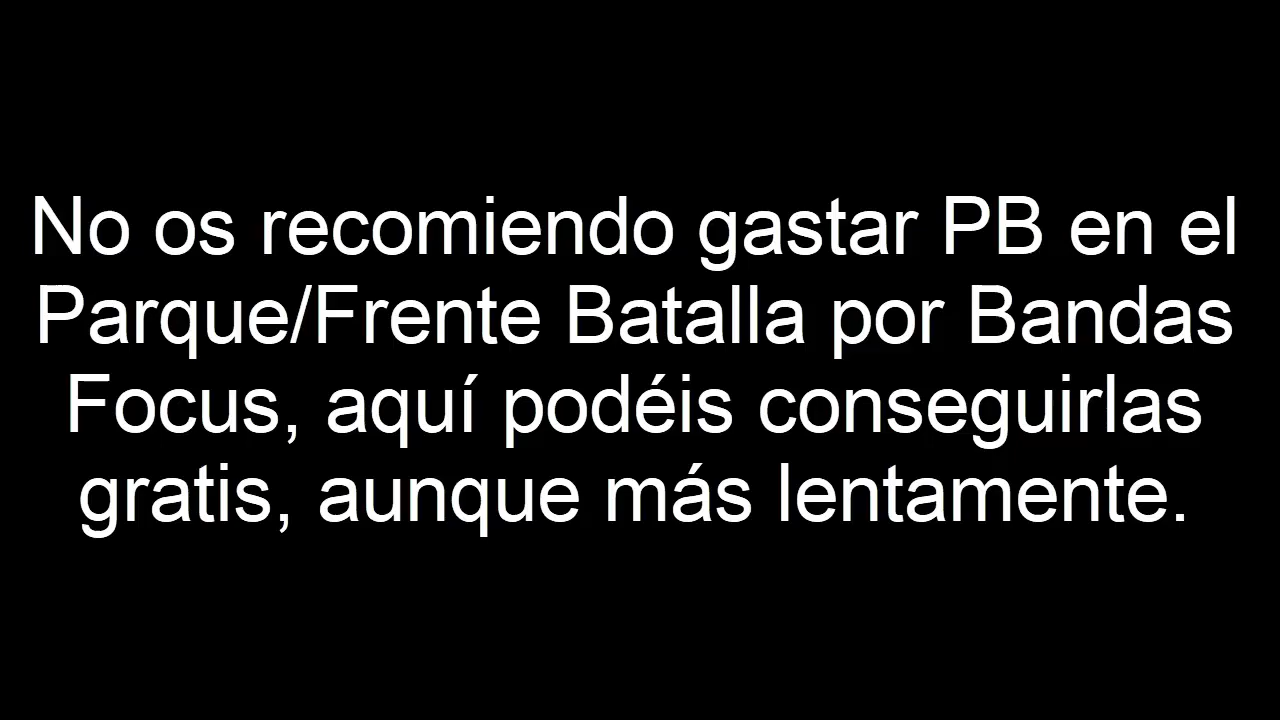 No os recomiendo gastar PB en el
Parque/Frente Batalla por Bandas
Focus, aquí podéis conseguirlas
gratis, aunque más lentamente.